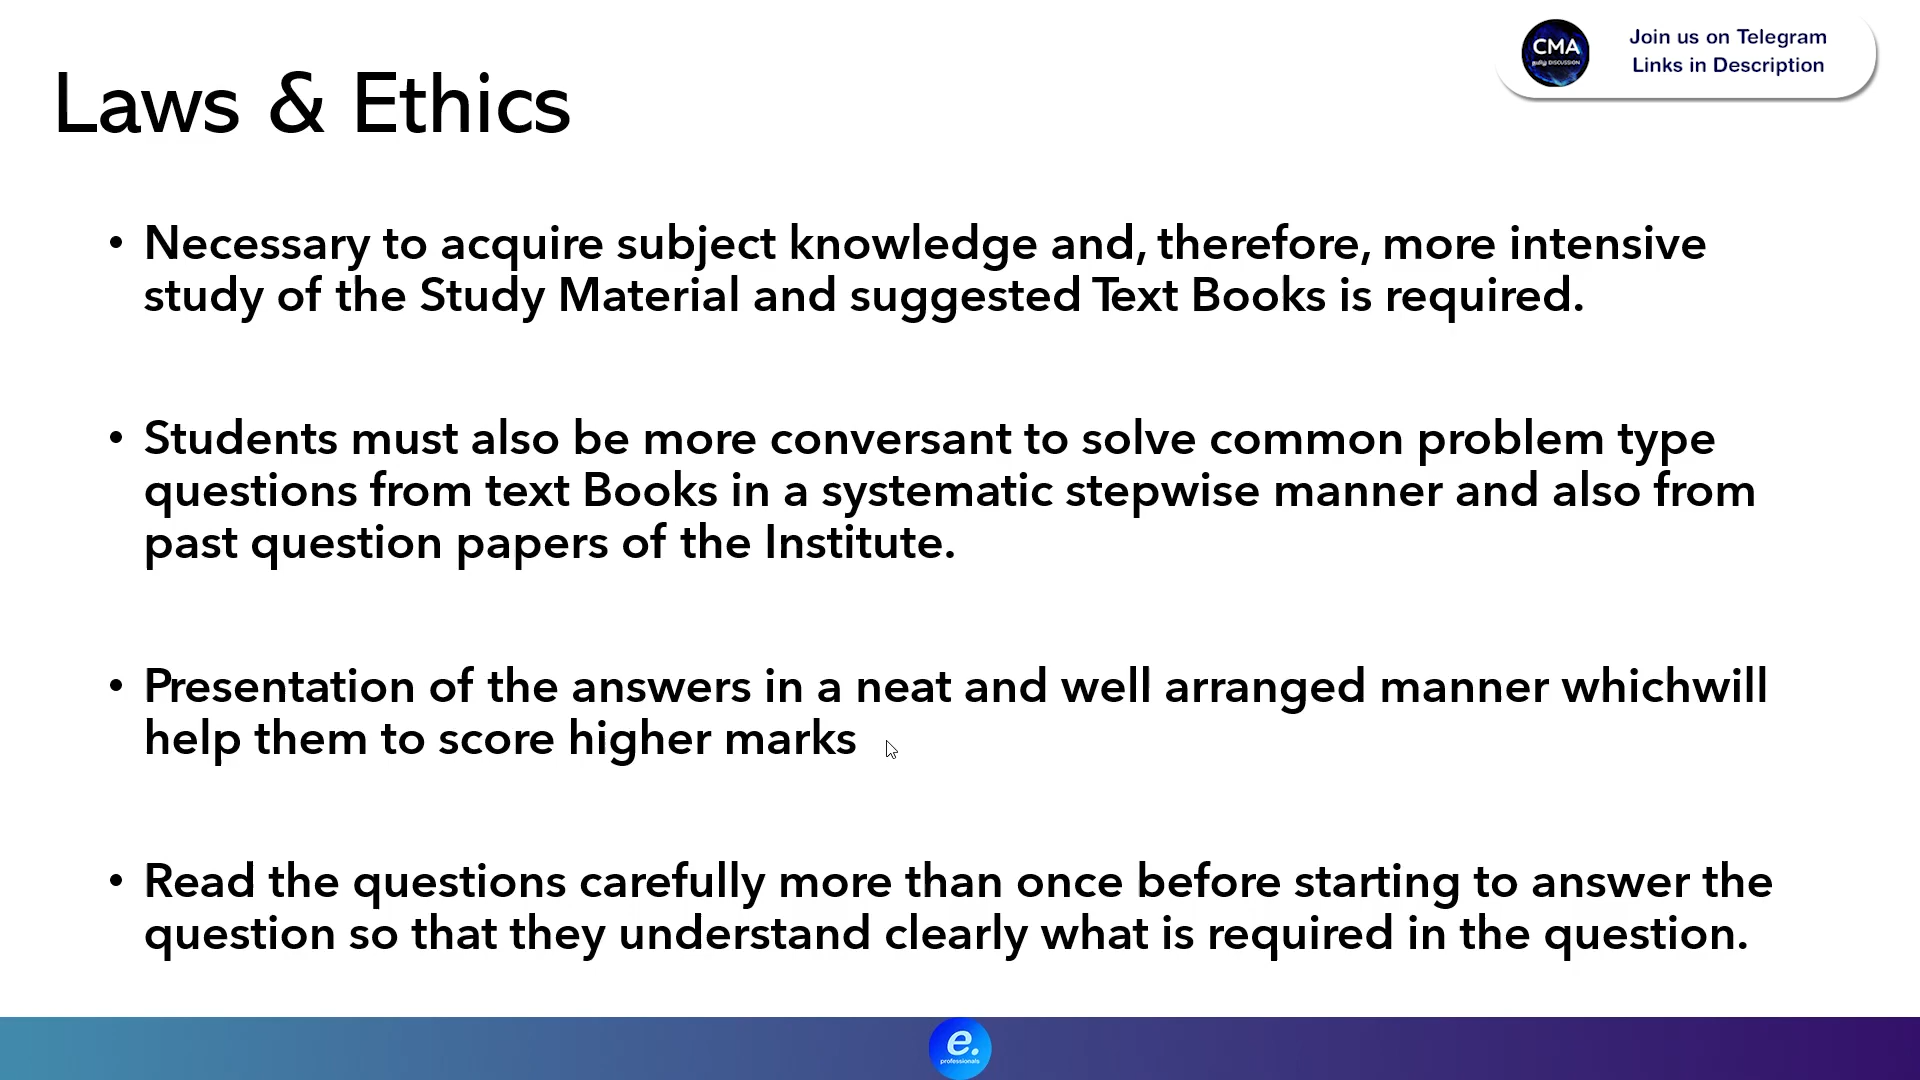 Laws & Ethics
CMA
தமிழ் DISCUSSION
Join us on Telegram
Links in Description
• Necessary to acquire subject knowledge and, therefore, more intensive
study of the Study Material and suggested Text Books is required.
• Students must also be more conversant to solve common problem type
questions from text Books in a systematic stepwise manner and also from
past question papers of the Institute.
• Presentation of the answers in a neat and well arranged manner whichwill
help them to score higher marks
• Read the questions carefully more than once before starting to answer the
question so that they understand clearly what is required in the question.
e.
professionals